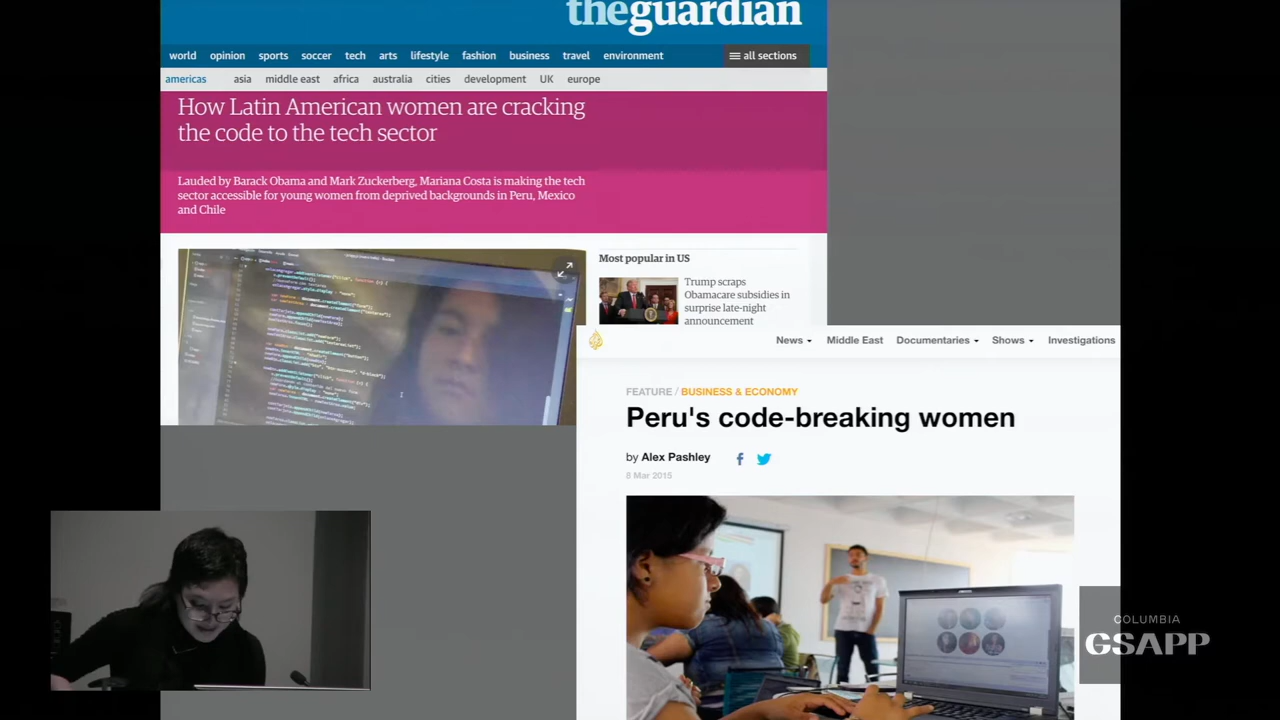 theguardian
world opinion sports soccer tech arts lifestyle fashion business travel environment all sections
americas asia middle east africa australia cities development UK europe
How Latin American women are cracking
the code to the tech sector
Lauded by Barack Obama and Mark Zuckerberg, Mariana Costa is making the tech
sector accessible for young women from deprived backgrounds in Peru, Mexico
and Chile
Most popular in US
Trump scraps
Obamacare subsidies in
surprise late-night
announcement
News Middle East Documentaries Shows Investigations
FEATURE / BUSINESS & ECONOMY
Peru's code-breaking women
by Alex Pashley
8 Mar 2015
COLUMBIA
GSAPP